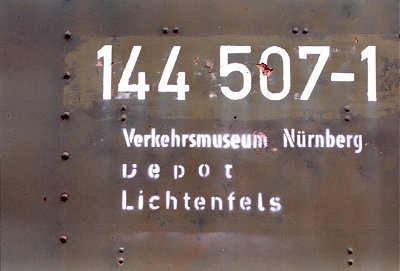 144 507-1
Verkehrsmuseum Nürnberg
Depot
Lichtenfels